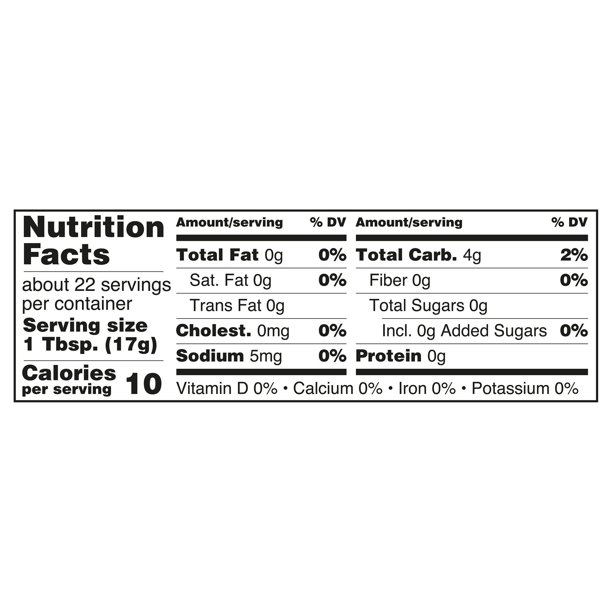 Nutrition
Facts
about 22 servings
per container
Serving size
1 Tbsp. (17g)
Calories
per serving 10
Amount/serving % DV
Total Fat 0g 0%
Sat. Fat 0g 0%
Trans Fat 0g
Cholest. 0mg 0%
Sodium 5mg 0%
Amount/serving % DV
Total Carb. 4g 2%
Fiber 0g 0%
Total Sugars 0g
Incl. 0g Added Sugars 0%
Protein 0g
Vitamin D 0% • Calcium 0% • Iron 0% • Potassium 0%